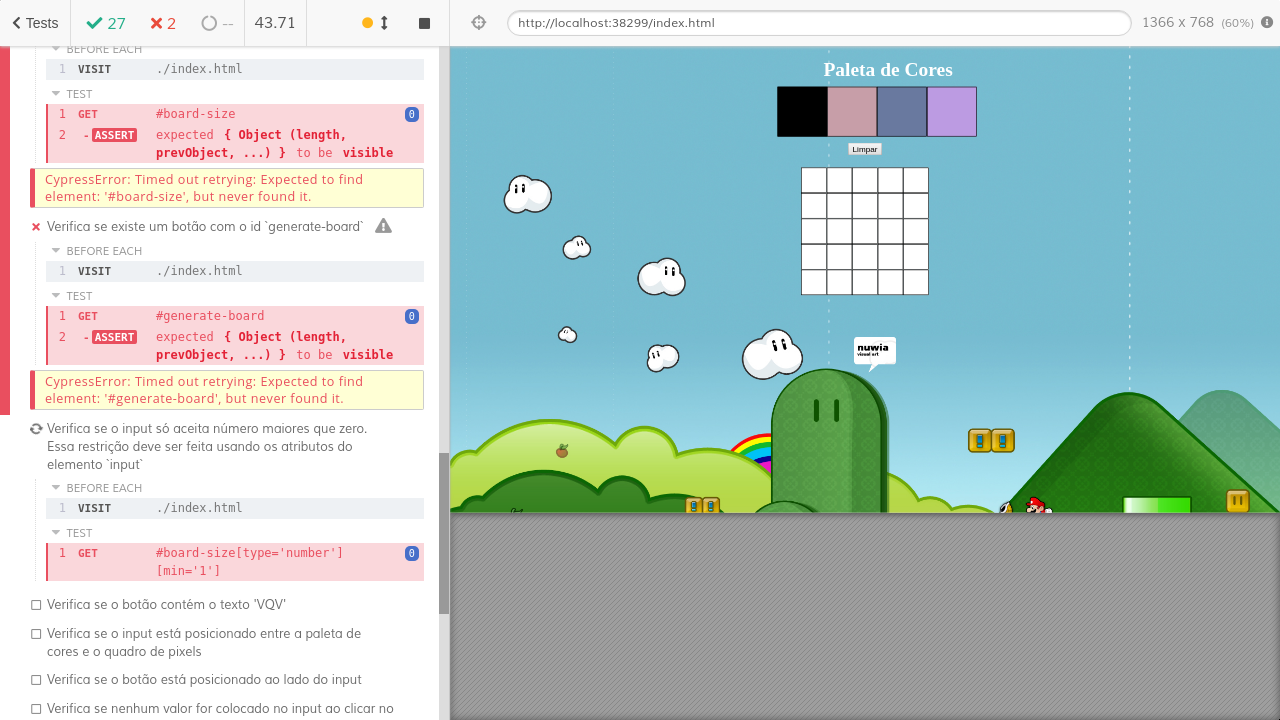 Tests
27
2
--
43.71
http://localhost:38299/index.html
1366 x 768 (60%)
BEFORE EACH
1 VISIT ./index.html
TEST
1 GET #board-size 0
2 -ASSERT expected { Object (length,
prevObject, ...) } to be visible
CypressError: Timed out retrying: Expected to find
element: '#board-size', but never found it.
Verifica se existe um botão com o id `generate-board`
BEFORE EACH
1 VISIT ./index.html
TEST
1 GET #generate-board 0
2 -ASSERT expected { Object (length,
prevObject, ...) } to be visible
CypressError: Timed out retrying: Expected to find
element: '#generate-board', but never found it.
Verifica se o input só aceita número maiores que zero.
Essa restrição deve ser feita usando os atributos do
elemento `input`
BEFORE EACH
1 VISIT ./index.html
TEST
1 GET #board-size[type='number'] 0
[min='1']
Verifica se o botão contém o texto 'VQV'
Verifica se o input está posicionado entre a paleta de
cores e o quadro de pixels
Verifica se o botão está posicionado ao lado do input
Verifica se nenhum valor for colocado no input ao clicar no
Paleta de Cores
Limpar
nuwia
visual art